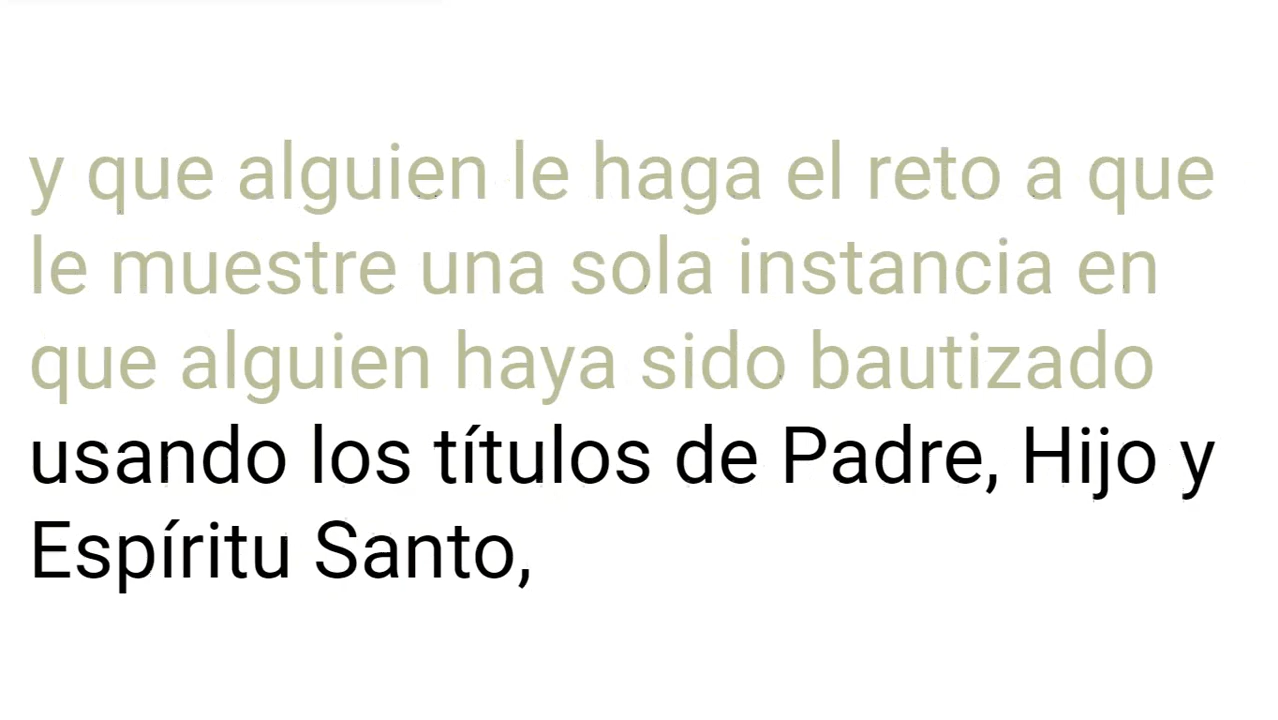 y que alguien le haga el reto a que
le muestre una sola instancia en
que alguien haya sido bautizado
usando los títulos de Padre, Hijo y
Espíritu Santo,